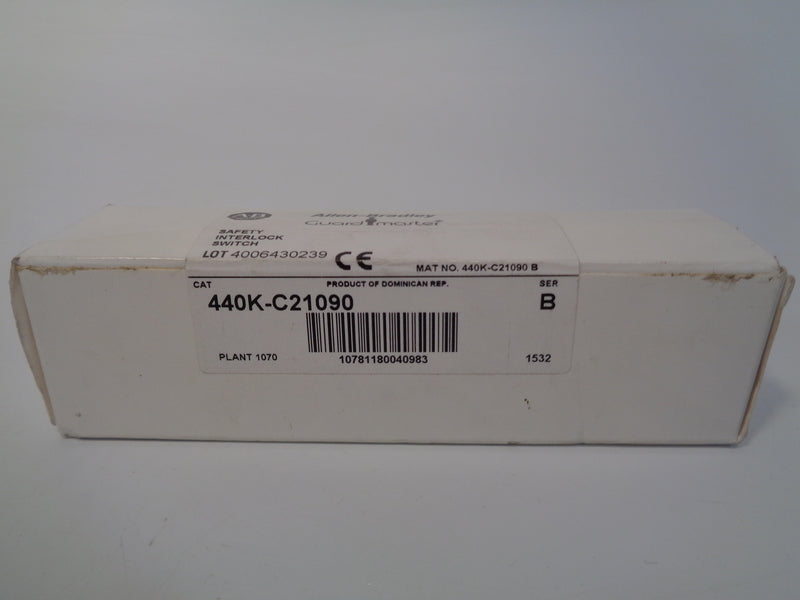 AB
Allen-Bradley
Guardmaster®
SAFETY
INTERLOCK
SWITCH
LOT 4006430239
CE
MAT NO. 440K-C21090 B
CAT
PRODUCT OF DOMINICAN REP.
SER
440K-C21090
B
PLANT 1070
10781180040983
1532